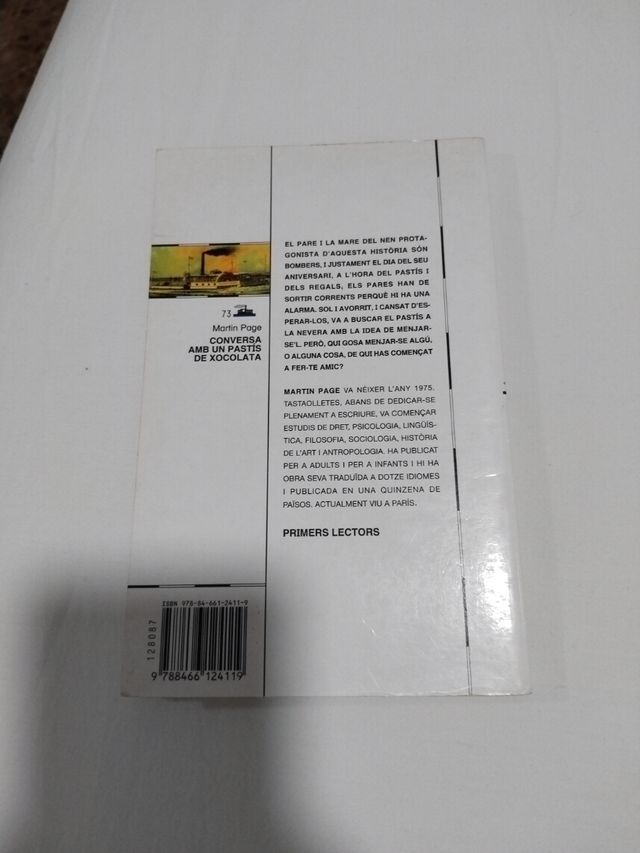 73
Martin Page
CONVERSA
AMB UN PASTÍS
DE XOCOLATA
EL PARE I LA MARE DEL NEN PROTA-
GONISTA D'AQUESTA HISTÒRIA SÓN
BOMBERS, I JUSTAMENT EL DIA DEL SEU
ANIVERSARI, A L'HORA DEL PASTÍS I
DELS REGALS, ELS PARES HAN DE
SORTIR CORRENTS PERQUÈ HI HA UNA
ALARMA. SOL I AVORRIT, I CANSAT D'ES-
PERAR-LOS, VA A BUSCAR EL PASTÍS A
LA NEVERA AMB LA IDEA DE MENJAR-
SE'L. PERÒ, QUI GOSA MENJAR-SE ALGÚ,
O ALGUNA COSA, DE QUI HAS COMENÇAT
A FER-TE AMIC?
MARTIN PAGE VA NÉIXER L'ANY 1975.
TASTAOLLETES, ABANS DE DEDICAR-SE
PLENAMENT A ESCRIURE, VA COMENÇAR
ESTUDIS DE DRET, PSICOLOGIA, LINGÜÍS-
TICA, FILOSOFIA, SOCIOLOGIA, HISTÒRIA
DE L'ART I ANTROPOLOGIA. HA PUBLICAT
PER A ADULTS I PER A INFANTS I HI HA
OBRA SEVA TRADUÏDA A DOTZE IDIOMES
I PUBLICADA EN UNA QUINZENA DE
PAÏSOS. ACTUALMENT VIU A PARÍS.
PRIMERS LECTORS
ISBN 978-84-661-2411-9
128087
9 788466 124119